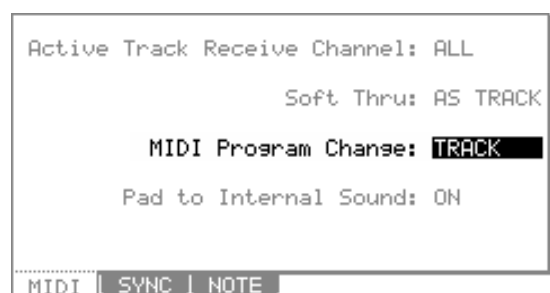 Active Track Receive Channel: ALL
Soft Thru: AS TRACK
MIDI Program Change: TRACK
Pad to Internal Sound: ON
MIDI | SYNC | NOTE